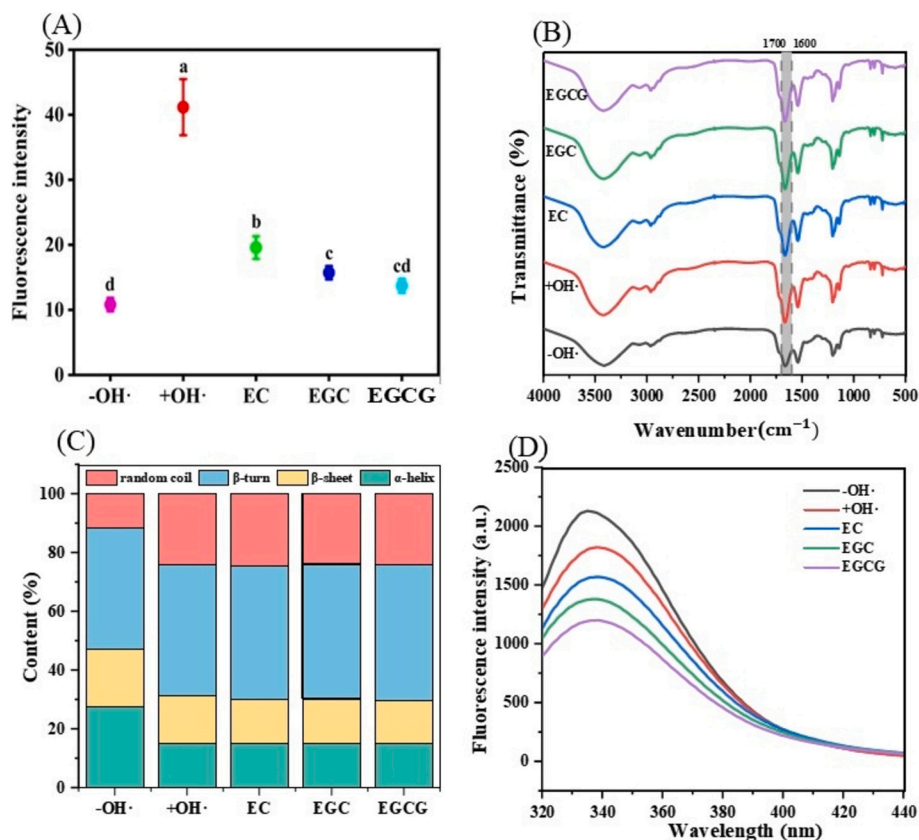 (A)
50
40
30
20
10
0
Fluorescence intensity
a
b
c
cd
d
-OH· +OH· EC EGC EGCG
(B)
1700 1600
EGCG
EGC
EC
+OH·
-OH·
Transmittance (%)
4000 3500 3000 2500 2000 1500 1000 500
Wavenumber(cm⁻¹)
(C)
random coil β-turn β-sheet α-helix
100
80
60
40
20
0
Content (%)
-OH· +OH· EC EGC EGCG
(D)
2500
2000
1500
1000
500
0
Fluorescence intensity (a.u.)
-OH·
+OH·
EC
EGC
EGCG
320 340 360 380 400 420 440
Wavelength (nm)